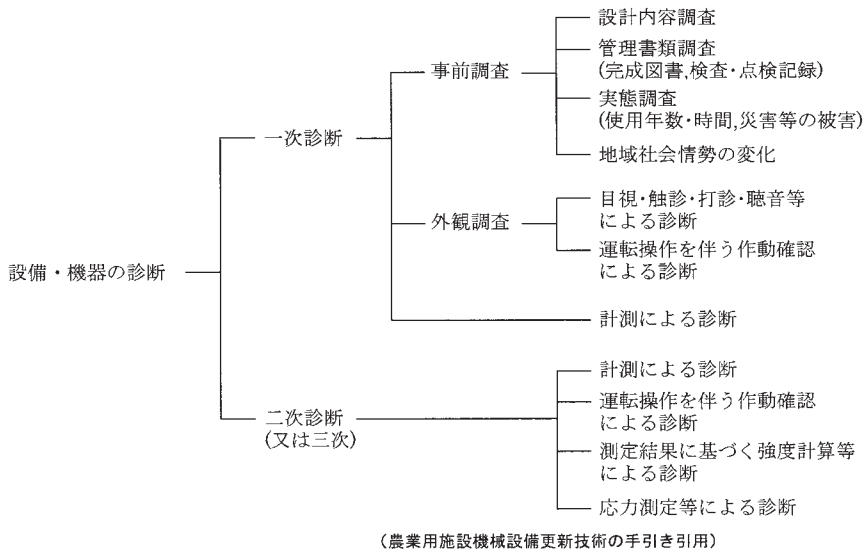 設備・機器の診断
一次診断
事前調査
設計内容調査
管理書類調査
(完成図書,検査・点検記録)
実態調査
(使用年数・時間,災害等の被害)
地域社会情勢の変化
外観調査
目視・触診・打診・聴音等
による診断
運転操作を伴う作動確認
による診断
計測による診断
二次診断
(又は三次)
計測による診断
運転操作を伴う作動確認
による診断
測定結果に基づく強度計算等
による診断
応力測定等による診断
(農業用施設機械設備更新技術の手引き引用)